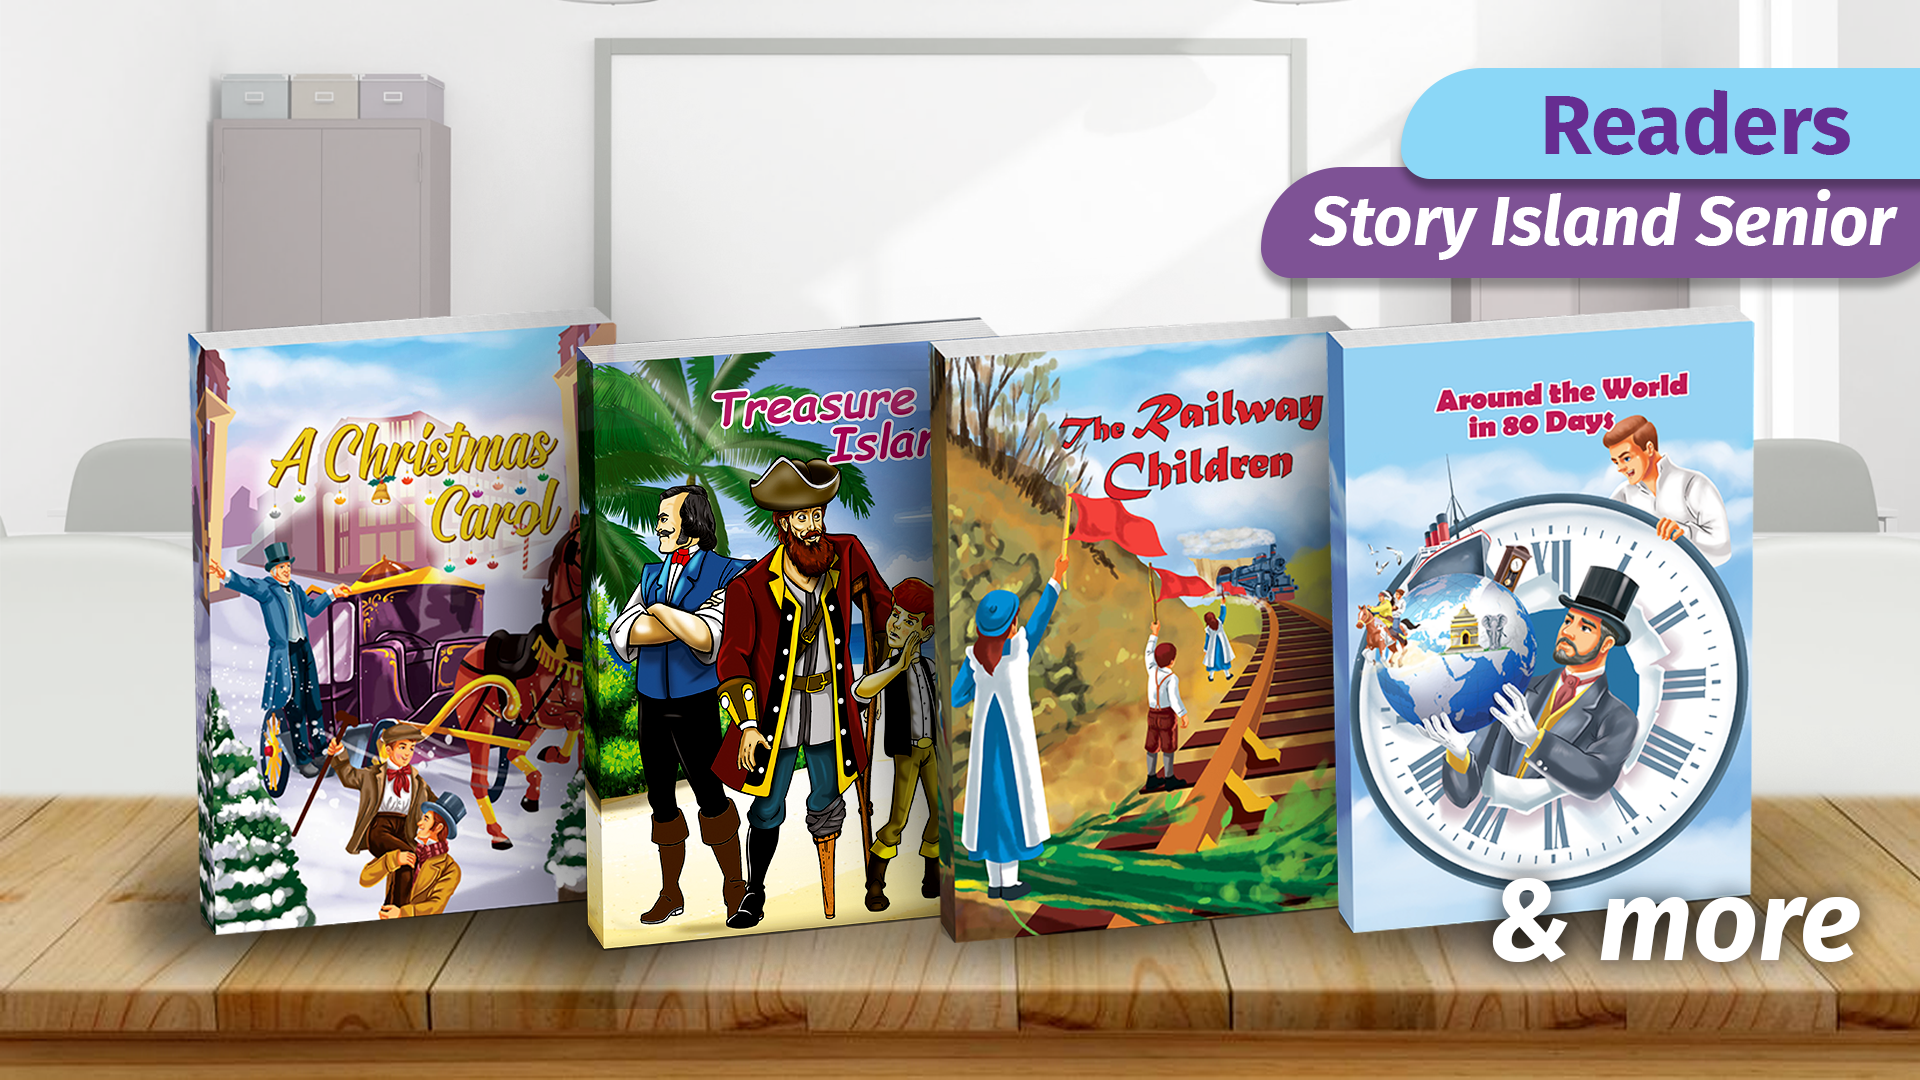 Readers
Story Island Senior
A Christmas
Carol
Treasure
The Railway
Children
Around the World
in 80 Days
& more